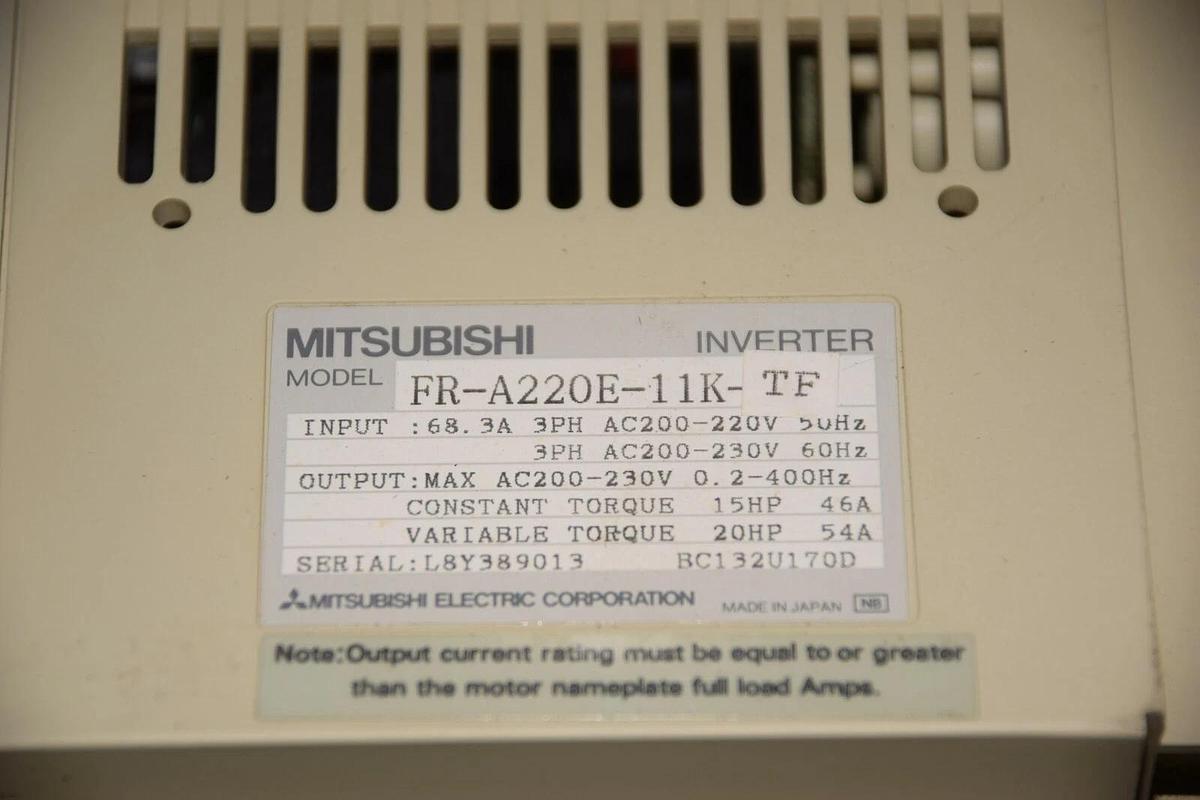 MITSUBISHI INVERTER
MODEL FR-A220E-11K- TF
INPUT :68.3A 3PH AC200-220V 50Hz
3PH AC200-230V 60Hz
OUTPUT:MAX AC200-230V 0.2-400Hz
CONSTANT TORQUE 15HP 46A
VARIABLE TORQUE 20HP 54A
SERIAL:L8Y389013 BC132U170D
MITSUBISHI ELECTRIC CORPORATION MADE IN JAPAN NB
Note:Output current rating must be equal to or greater
than the motor nameplate full load Amps.